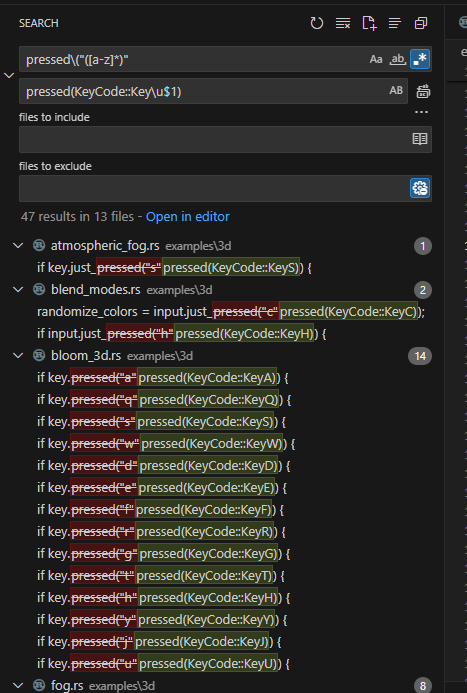 SEARCH
pressed\("([a-z]*)"
Aa ab .*
pressed(KeyCode::Key\u$1)
AB
...
files to include
files to exclude
47 results in 13 files - Open in editor
atmospheric_fog.rs examples\3d 1
if key.just_pressed("s"pressed(KeyCode::KeyS)) {
blend_modes.rs examples\3d 2
randomize_colors = input.just_pressed("c"pressed(KeyCode::KeyC));
if input.just_pressed("h"pressed(KeyCode::KeyH)) {
bloom_3d.rs examples\3d 14
if key.pressed("a"pressed(KeyCode::KeyA)) {
if key.pressed("q"pressed(KeyCode::KeyQ)) {
if key.pressed("s"pressed(KeyCode::KeyS)) {
if key.pressed("w"pressed(KeyCode::KeyW)) {
if key.pressed("d"pressed(KeyCode::KeyD)) {
if key.pressed("e"pressed(KeyCode::KeyE)) {
if key.pressed("f"pressed(KeyCode::KeyF)) {
if key.pressed("r"pressed(KeyCode::KeyR)) {
if key.pressed("g"pressed(KeyCode::KeyG)) {
if key.pressed("t"pressed(KeyCode::KeyT)) {
if key.pressed("h"pressed(KeyCode::KeyH)) {
if key.pressed("y"pressed(KeyCode::KeyY)) {
if key.pressed("j"pressed(KeyCode::KeyJ)) {
if key.pressed("u"pressed(KeyCode::KeyU)) {
fog.rs examples\3d 8